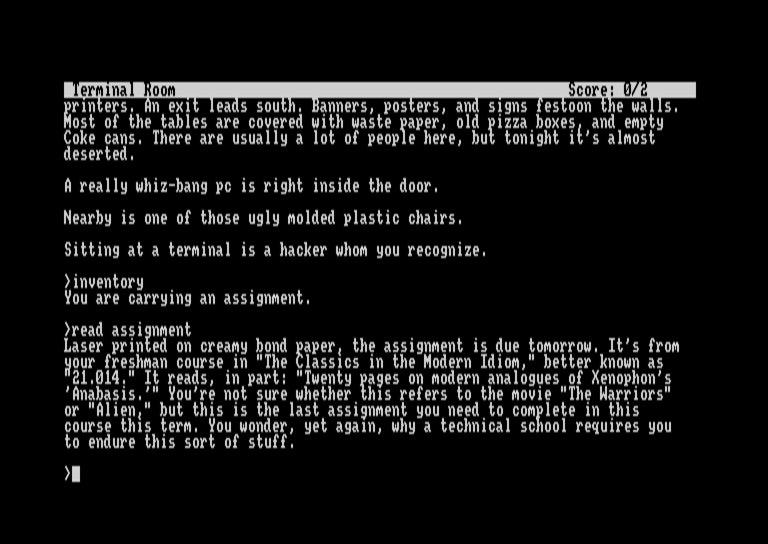 Terminal Room Score: 0/2
printers. An exit leads south. Banners, posters, and signs festoon the walls.
Most of the tables are covered with waste paper, old pizza boxes, and empty
Coke cans. There are usually a lot of people here, but tonight it's almost
deserted.
A really whiz-bang pc is right inside the door.
Nearby is one of those ugly molded plastic chairs.
Sitting at a terminal is a hacker whom you recognize.
>inventory
You are carrying an assignment.
>read assignment
Laser printed on creamy bond paper, the assignment is due tomorrow. It's from
your freshman course in "The Classics in the Modern Idiom," better known as
"21.014." It reads, in part: "Twenty pages on modern analogues of Xenophon's
'Anabasis.'" You're not sure whether this refers to the movie "The Warriors"
or "Alien," but this is the last assignment you need to complete in this
course this term. You wonder, yet again, why a technical school requires you
to endure this sort of stuff.
>